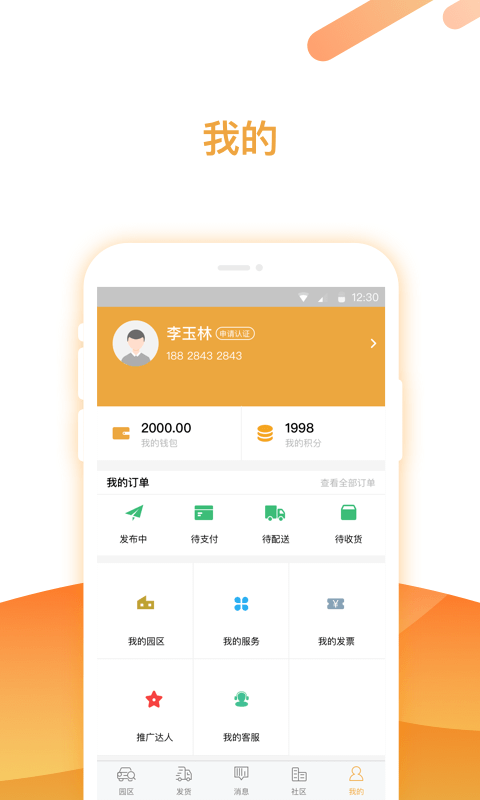 我的
12:30
李玉林 申请认证
188 2843 2843
2000.00 1998
我的钱包 我的积分
我的订单 查看全部订单
发布中 待支付 待配送 待收货
¥
我的园区 我的服务 我的发票
推广达人 我的客服
园区 发货 消息 社区 我的